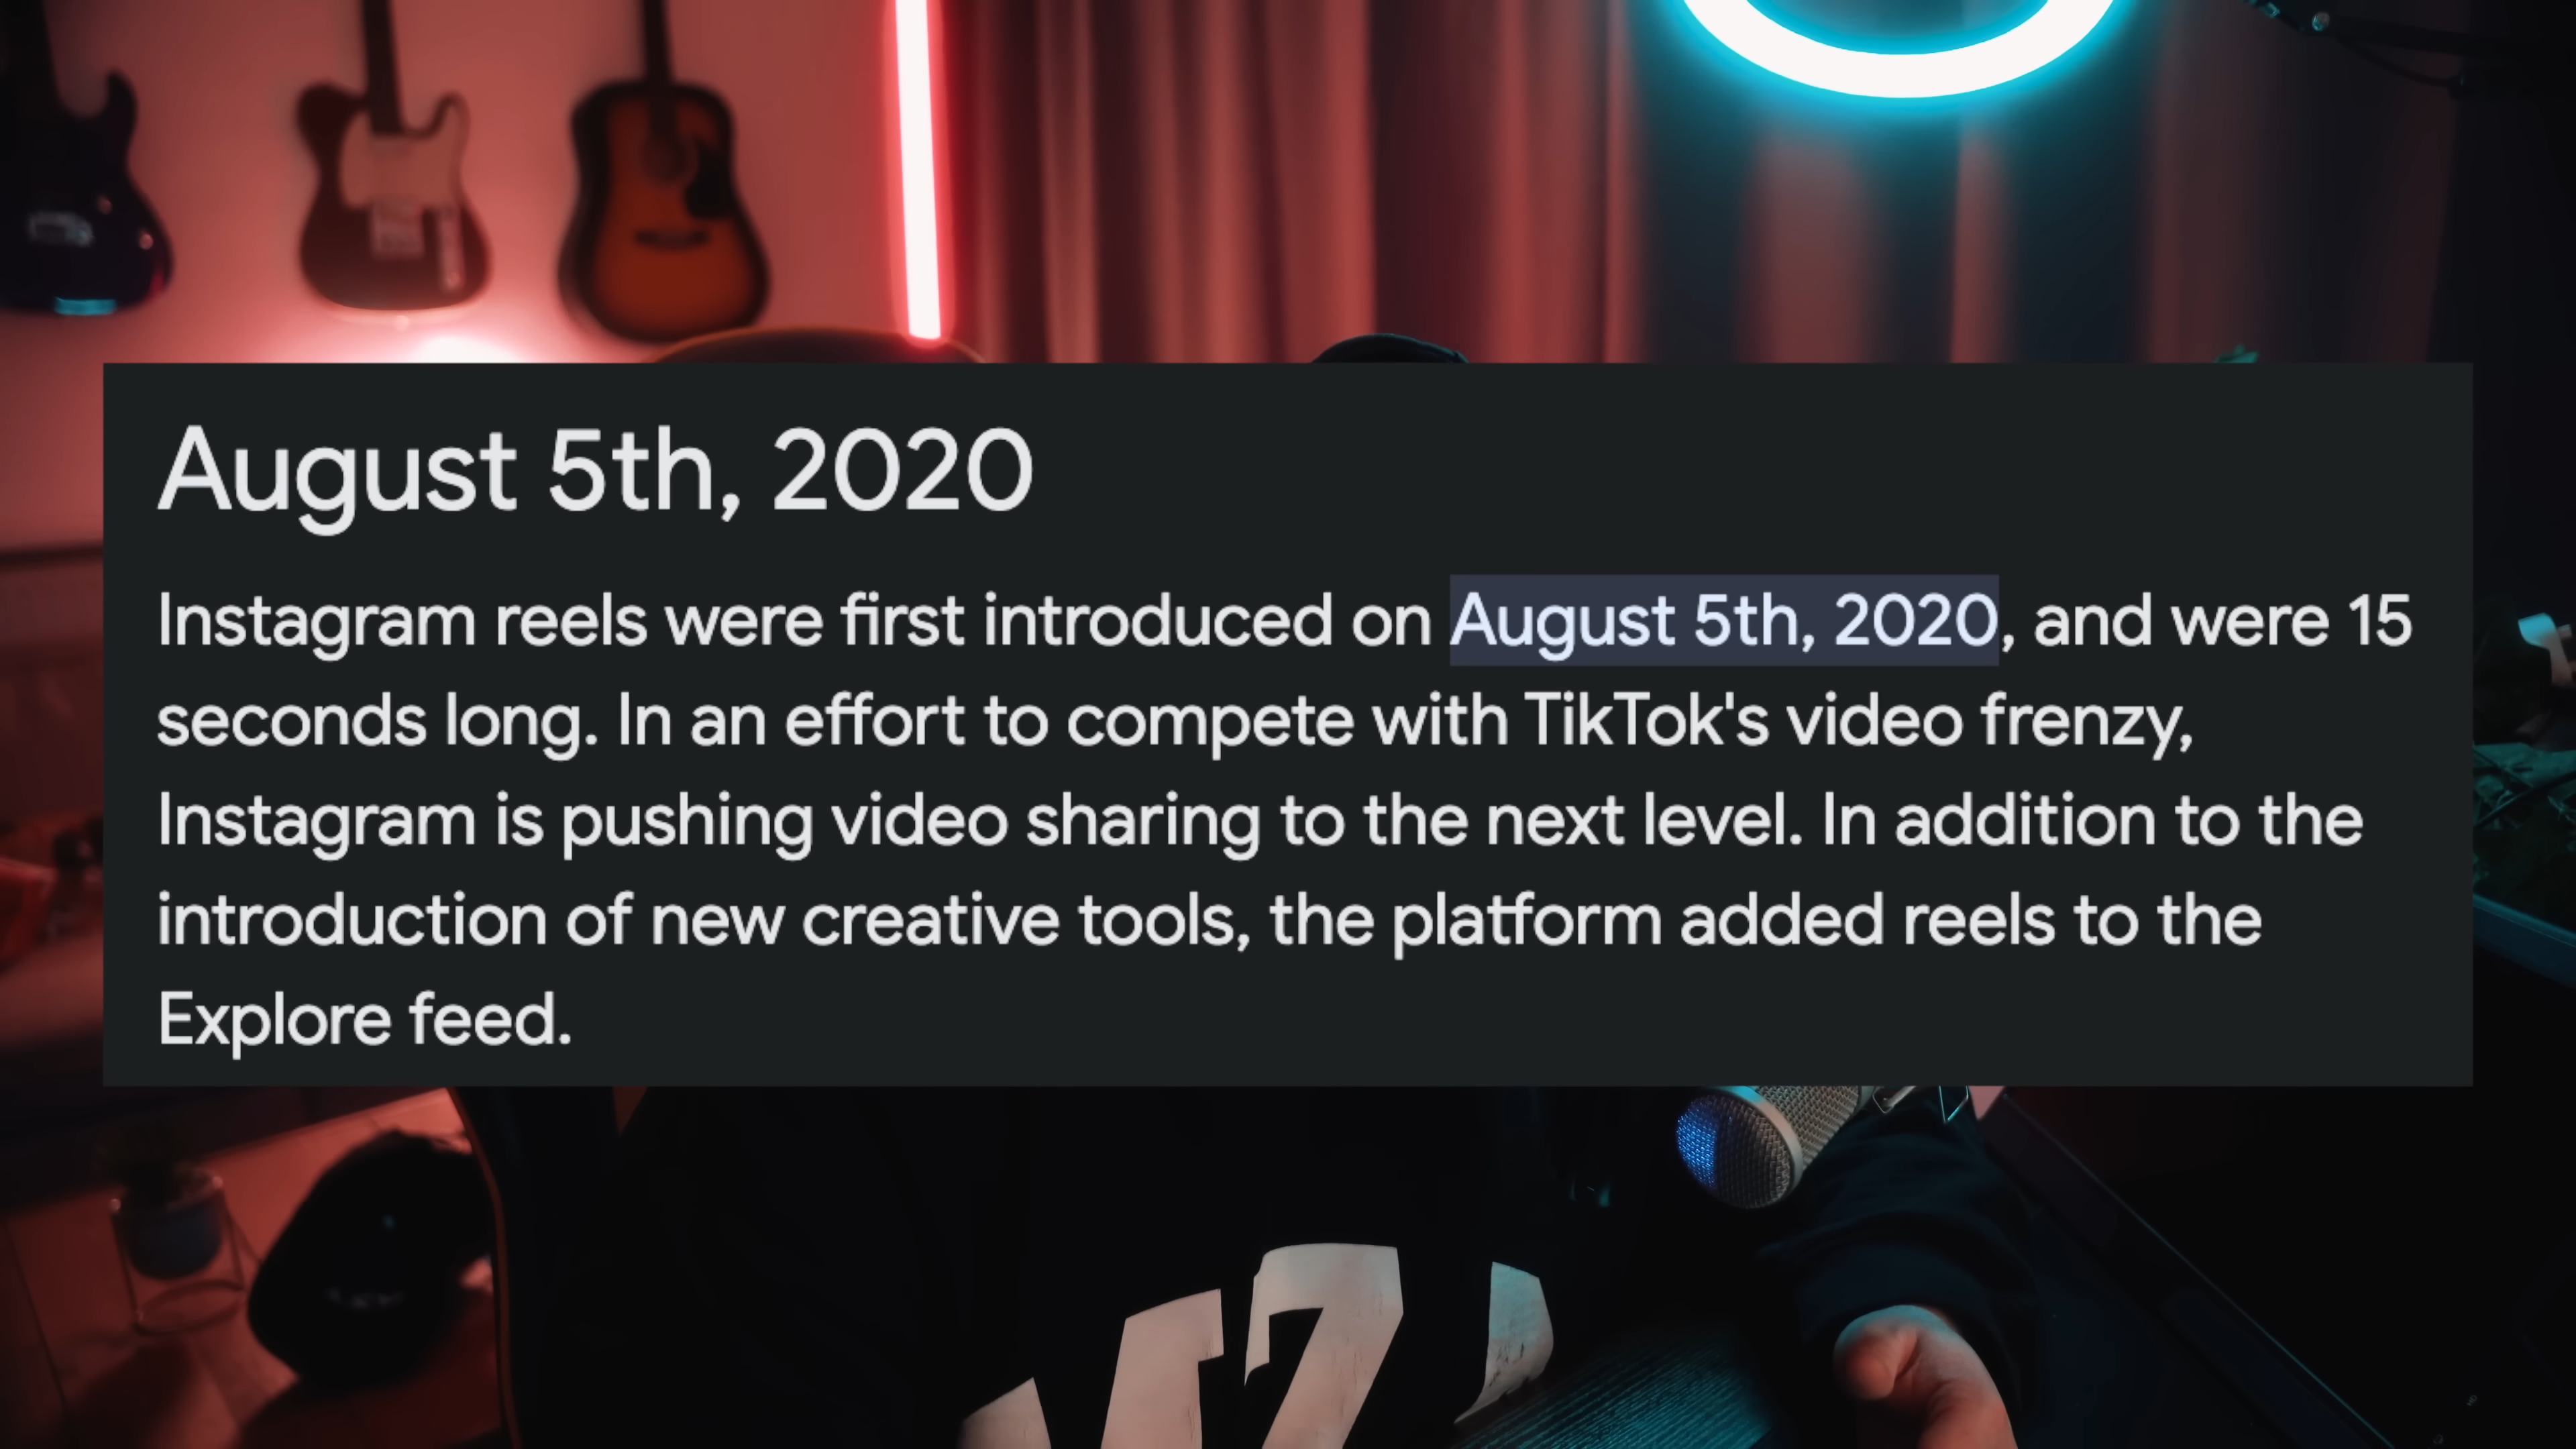 August 5th, 2020
Instagram reels were first introduced on August 5th, 2020, and were 15
seconds long. In an effort to compete with TikTok's video frenzy,
Instagram is pushing video sharing to the next level. In addition to the
introduction of new creative tools, the platform added reels to the
Explore feed.